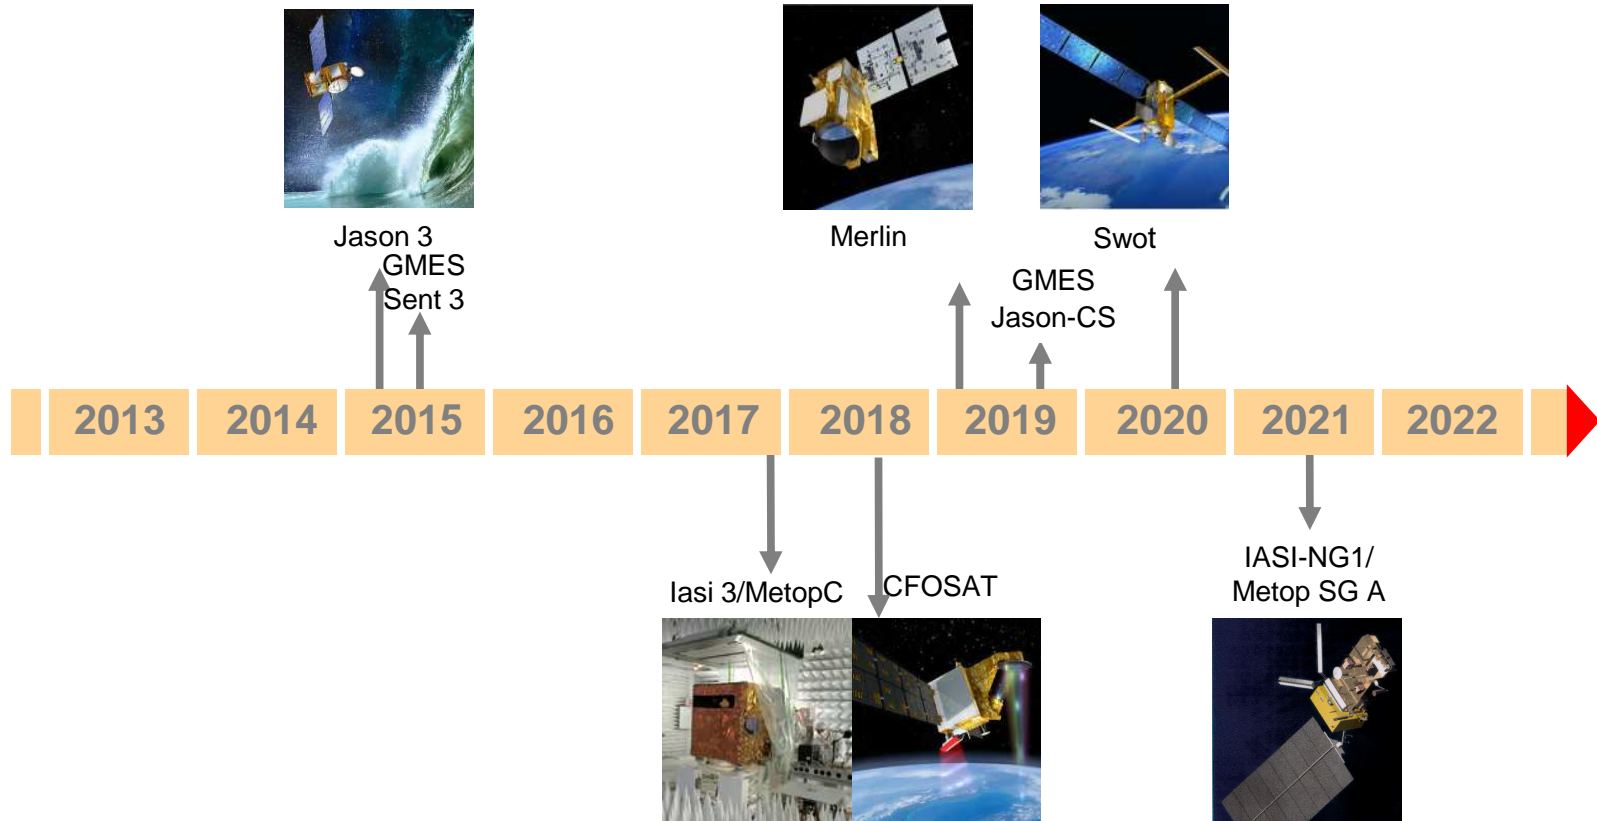 Jason 3
GMES
Sent 3
Merlin
GMES
Jason-CS
Swot
2013 2014 2015 2016 2017 2018 2019 2020 2021 2022
Iasi 3/MetopC
CFOSAT
IASI-NG1/
Metop SG A